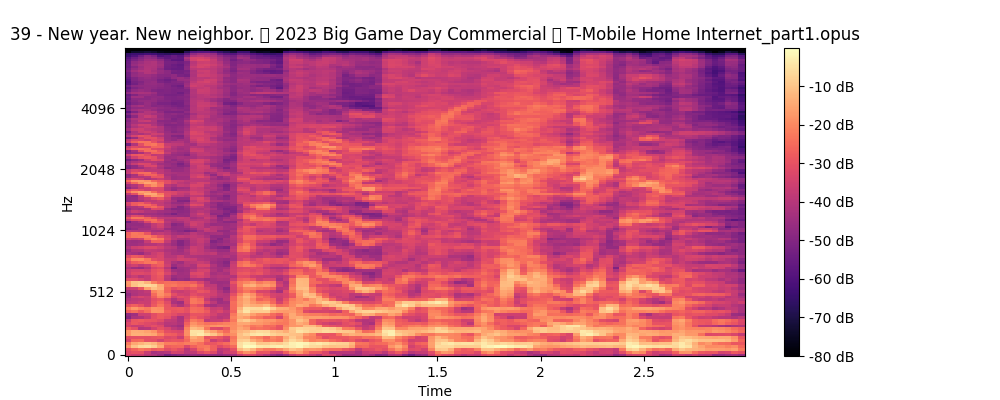 39 - New year. New neighbor. ▯ 2023 Big Game Day Commercial ▯ T-Mobile Home Internet_part1.opus
4096
2048
1024
512
0
Hz
0
0.5
1
1.5
2
2.5
Time
-10 dB
-20 dB
-30 dB
-40 dB
-50 dB
-60 dB
-70 dB
-80 dB